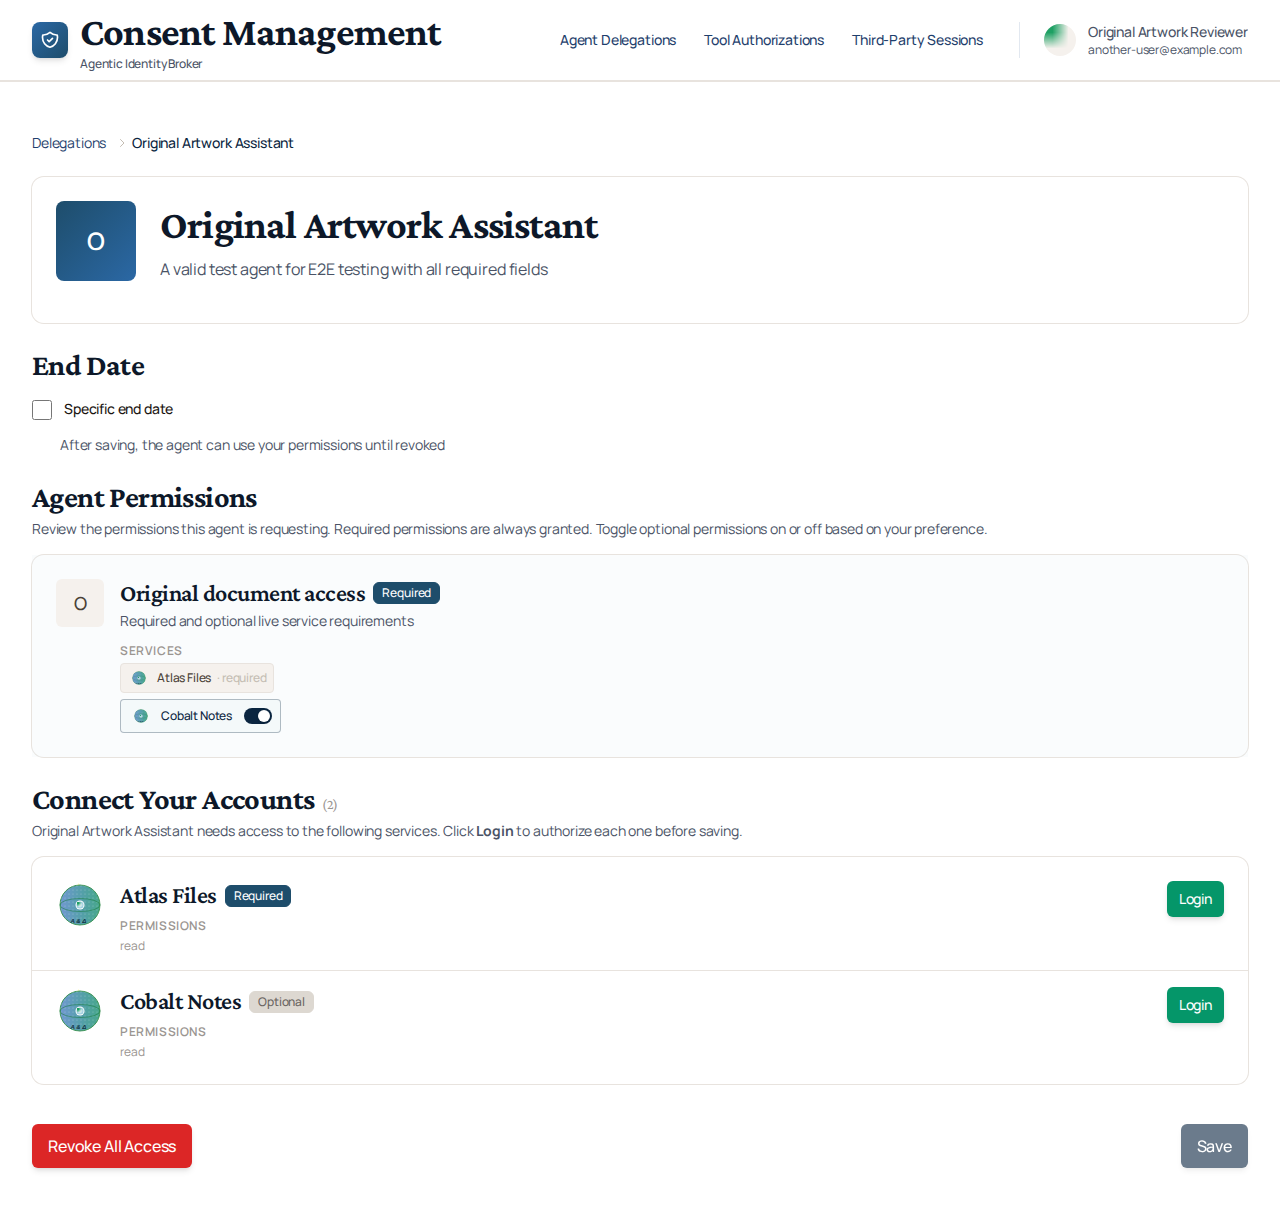 Consent Management
Agentic Identity Broker
Agent Delegations
Tool Authorizations
Third-Party Sessions
Original Artwork Reviewer
another-user@example.com
Delegations
Original Artwork Assistant
O
Original Artwork Assistant
A valid test agent for E2E testing with all required fields
End Date
Specific end date
After saving, the agent can use your permissions until revoked
Agent Permissions
Review the permissions this agent is requesting. Required permissions are always granted. Toggle optional permissions on or off based on your preference.
O
Original document access
Required
Required and optional live service requirements
SERVICES
Atlas Files · required
Cobalt Notes
Connect Your Accounts (2)
Original Artwork Assistant needs access to the following services. Click Login to authorize each one before saving.
Atlas Files
Required
Login
PERMISSIONS
read
Cobalt Notes
Optional
Login
PERMISSIONS
read
Revoke All Access
Save